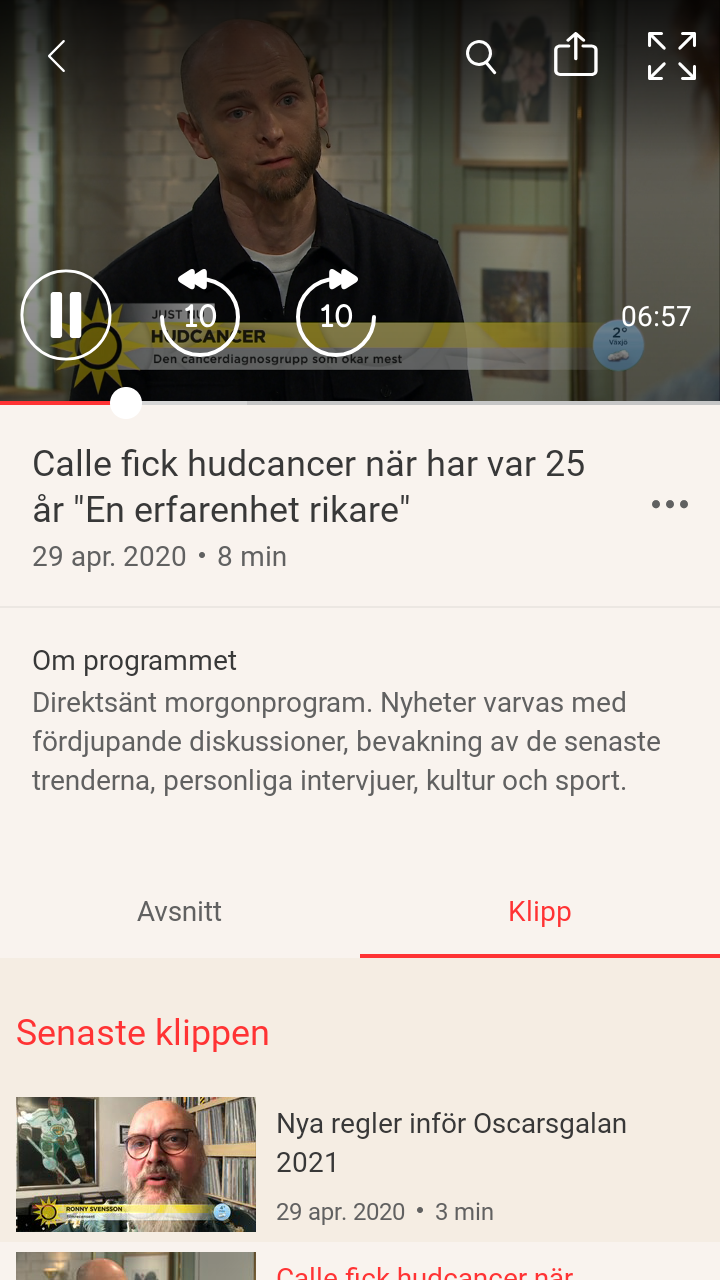 10
10
06:57
JUST NU
HUDCANCER
Den cancerdiagnosgrupp som ökar mest
2°
Växjö
Calle fick hudcancer när har var 25
år "En erfarenhet rikare"
29 apr. 2020 • 8 min
Om programmet
Direktsänt morgonprogram. Nyheter varvas med
fördjupande diskussioner, bevakning av de senaste
trenderna, personliga intervjuer, kultur och sport.
Avsnitt
Klipp
Senaste klippen
Nya regler inför Oscarsgalan
2021
RONNY SVENSSON
29 apr. 2020 • 3 min
Calle fick hudcancer när